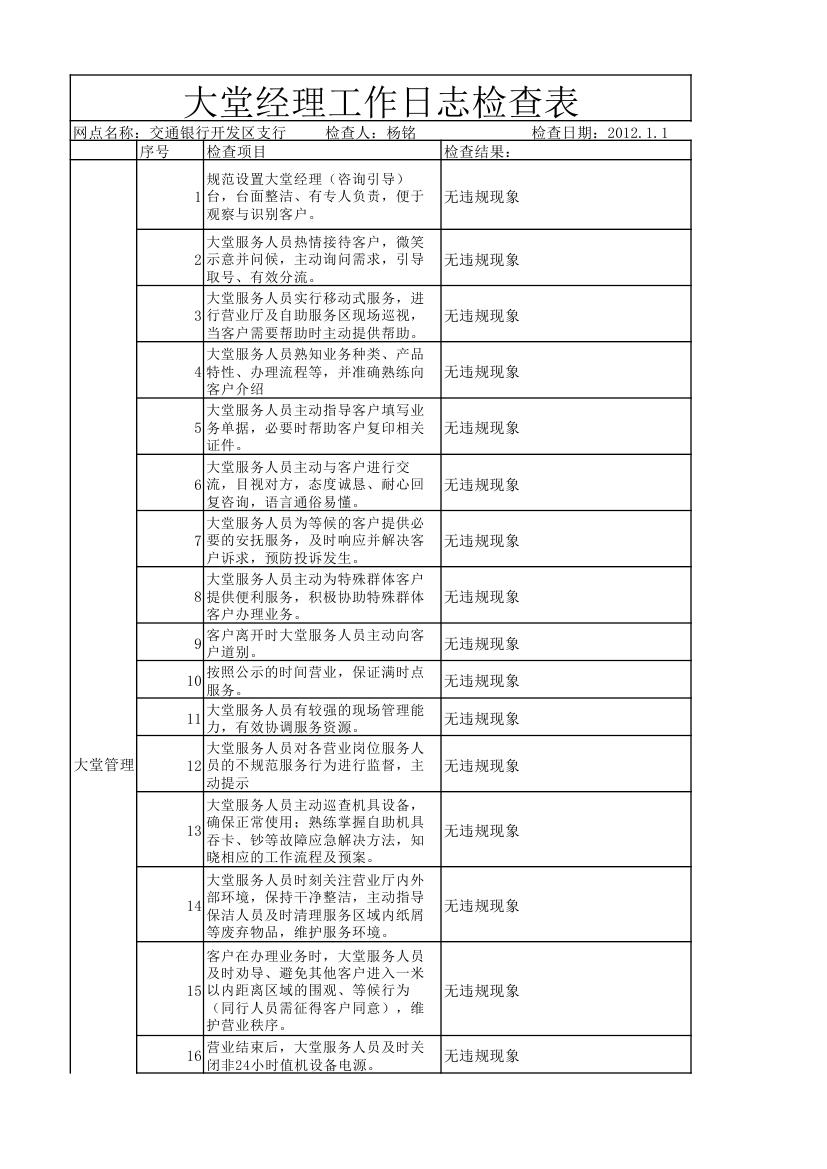 大堂经理工作日志检查表
网点名称：交通银行开发区支行 检查人：杨铭 检查日期：2012.1.1
序号 检查项目 检查结果：
规范设置大堂经理（咨询引导）
1 台，台面整洁、有专人负责，便于 无违规现象
观察与识别客户。
大堂服务人员热情接待客户，微笑
2 示意并问候，主动询问需求，引导 无违规现象
取号、有效分流。
大堂服务人员实行移动式服务，进
3 行营业厅及自助服务区现场巡视， 无违规现象
当客户需要帮助时主动提供帮助。
大堂服务人员熟知业务种类、产品
4 特性、办理流程等，并准确熟练向 无违规现象
客户介绍
大堂服务人员主动指导客户填写业
5 务单据，必要时帮助客户复印相关 无违规现象
证件。
大堂服务人员主动与客户进行交
6 流，目视对方，态度诚恳、耐心回 无违规现象
复咨询，语言通俗易懂。
大堂服务人员为等候的客户提供必
7 要的安抚服务，及时响应并解决客 无违规现象
户诉求，预防投诉发生。
大堂服务人员主动为特殊群体客户
8 提供便利服务，积极协助特殊群体 无违规现象
客户办理业务。
9 客户离开时大堂服务人员主动向客 无违规现象
户道别。
10 按照公示的时间营业，保证满时点 无违规现象
服务。
11 大堂服务人员有较强的现场管理能 无违规现象
力，有效协调服务资源。
大堂服务人员对各营业岗位服务人
大堂管理 12 员的不规范服务行为进行监督，主 无违规现象
动提示
大堂服务人员主动巡查机具设备，
确保正常使用；熟练掌握自助机具
13 吞卡、钞等故障应急解决方法，知 无违规现象
晓相应的工作流程及预案。
大堂服务人员时刻关注营业厅内外
部环境，保持干净整洁，主动指导
14 保洁人员及时清理服务区域内纸屑 无违规现象
等废弃物品，维护服务环境。
客户在办理业务时，大堂服务人员
及时劝导、避免其他客户进入一米
15 以内距离区域的围观、等候行为 无违规现象
（同行人员需征得客户同意），维
护营业秩序。
16 营业结束后，大堂服务人员及时关 无违规现象
闭非24小时值机设备电源。